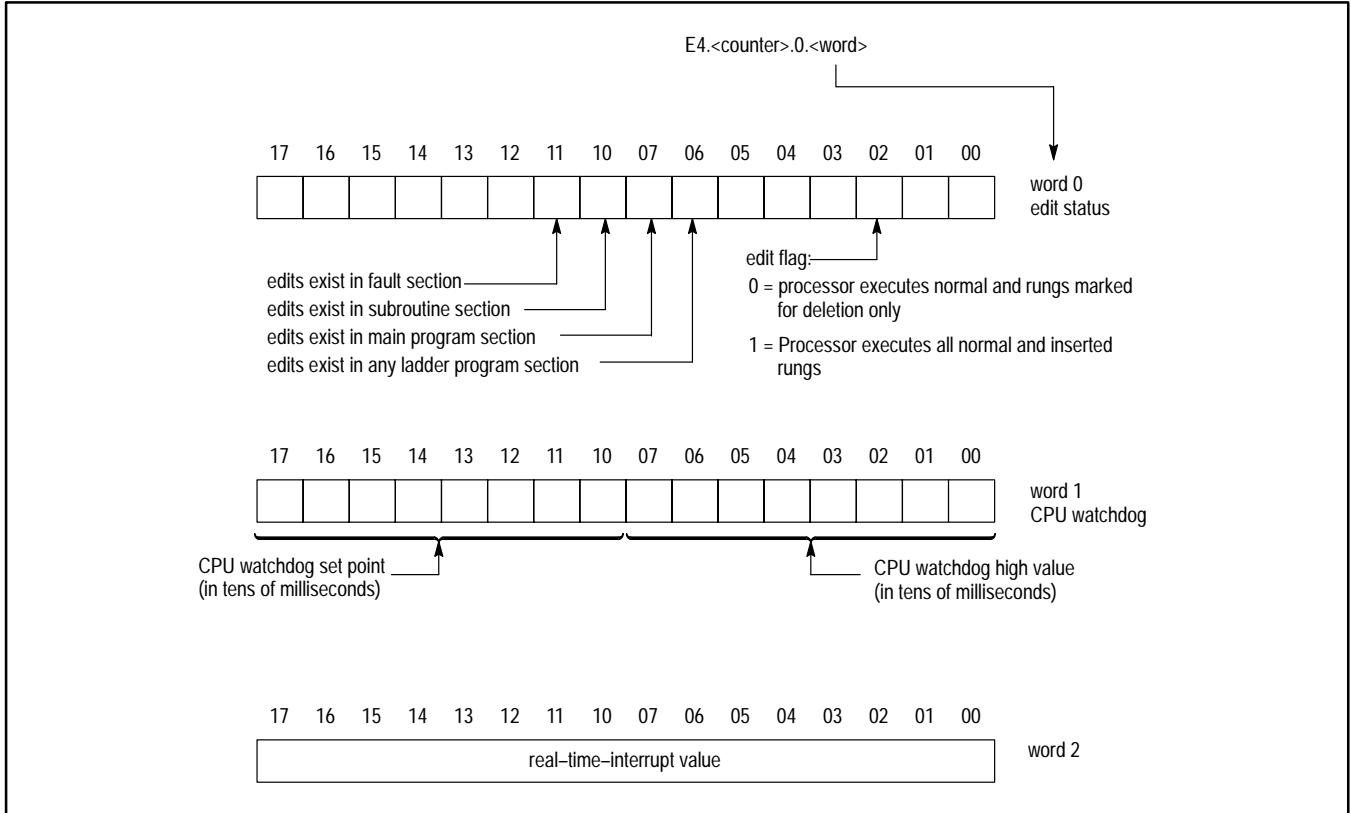 E4.<counter>.0.<word>
17 16 15 14 13 12 11 10 07 06 05 04 03 02 01 00
word 0
edit status
edit flag:
0 = processor executes normal and rungs marked
for deletion only
1 = Processor executes all normal and inserted
rungs
edits exist in fault section
edits exist in subroutine section
edits exist in main program section
edits exist in any ladder program section
17 16 15 14 13 12 11 10 07 06 05 04 03 02 01 00
word 1
CPU watchdog
CPU watchdog set point
(in tens of milliseconds)
CPU watchdog high value
(in tens of milliseconds)
17 16 15 14 13 12 11 10 07 06 05 04 03 02 01 00
real–time–interrupt value
word 2